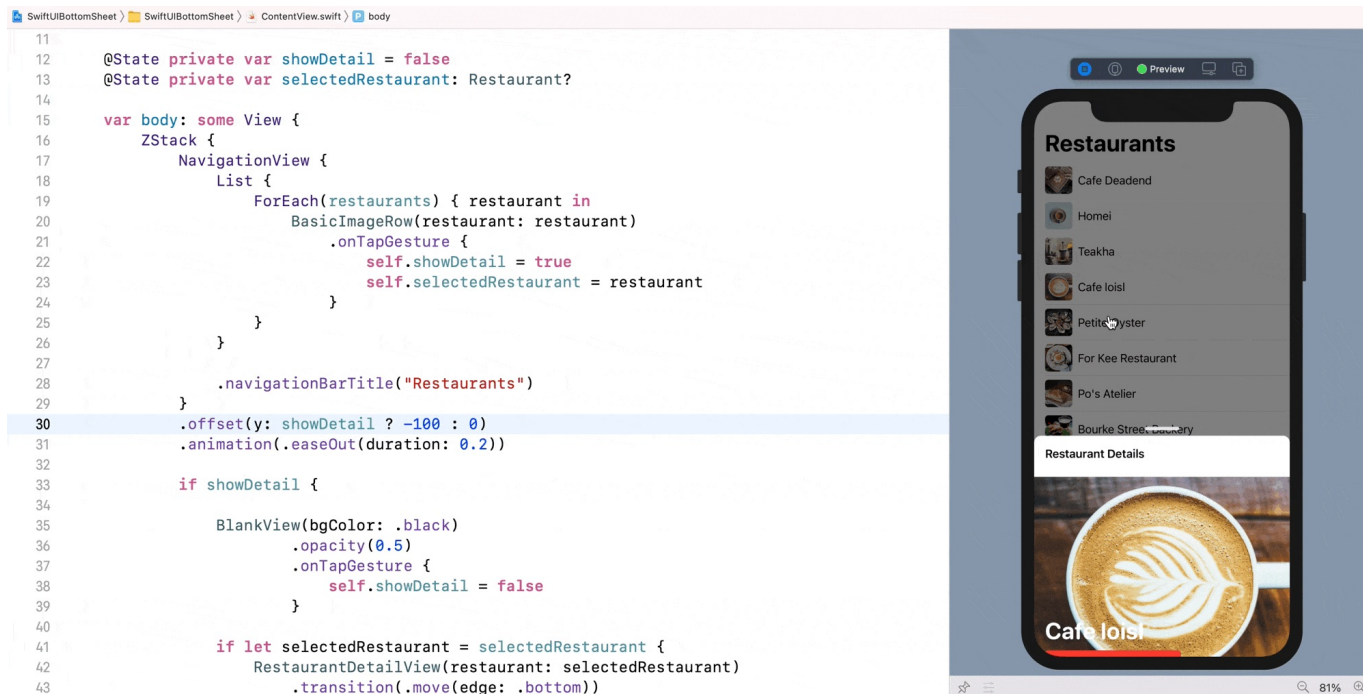 SwiftUIBottomSheet 〉 SwiftUIBottomSheet 〉 ContentView.swift 〉 P body
11
12 @State private var showDetail = false
13 @State private var selectedRestaurant: Restaurant?
14
15 var body: some View {
16 ZStack {
17 NavigationView {
18 List {
19 ForEach(restaurants) { restaurant in
20 BasicImageRow(restaurant: restaurant)
21 .onTapGesture {
22 self.showDetail = true
23 self.selectedRestaurant = restaurant
24 }
25 }
26 }
27
28 .navigationBarTitle("Restaurants")
29 }
30 .offset(y: showDetail ? -100 : 0)
31 .animation(.easeOut(duration: 0.2))
32
33 if showDetail {
34
35 BlankView(bgColor: .black)
36 .opacity(0.5)
37 .onTapGesture {
38 self.showDetail = false
39 }
40
41 if let selectedRestaurant = selectedRestaurant {
42 RestaurantDetailView(restaurant: selectedRestaurant)
43 .transition(.move(edge: .bottom))
Preview
Restaurants
Cafe Deadend
Homei
Teakha
Cafe loisl
Petite Oyster
For Kee Restaurant
Po's Atelier
Bourke Street Backery
Restaurant Details
Cafe loisl
81%